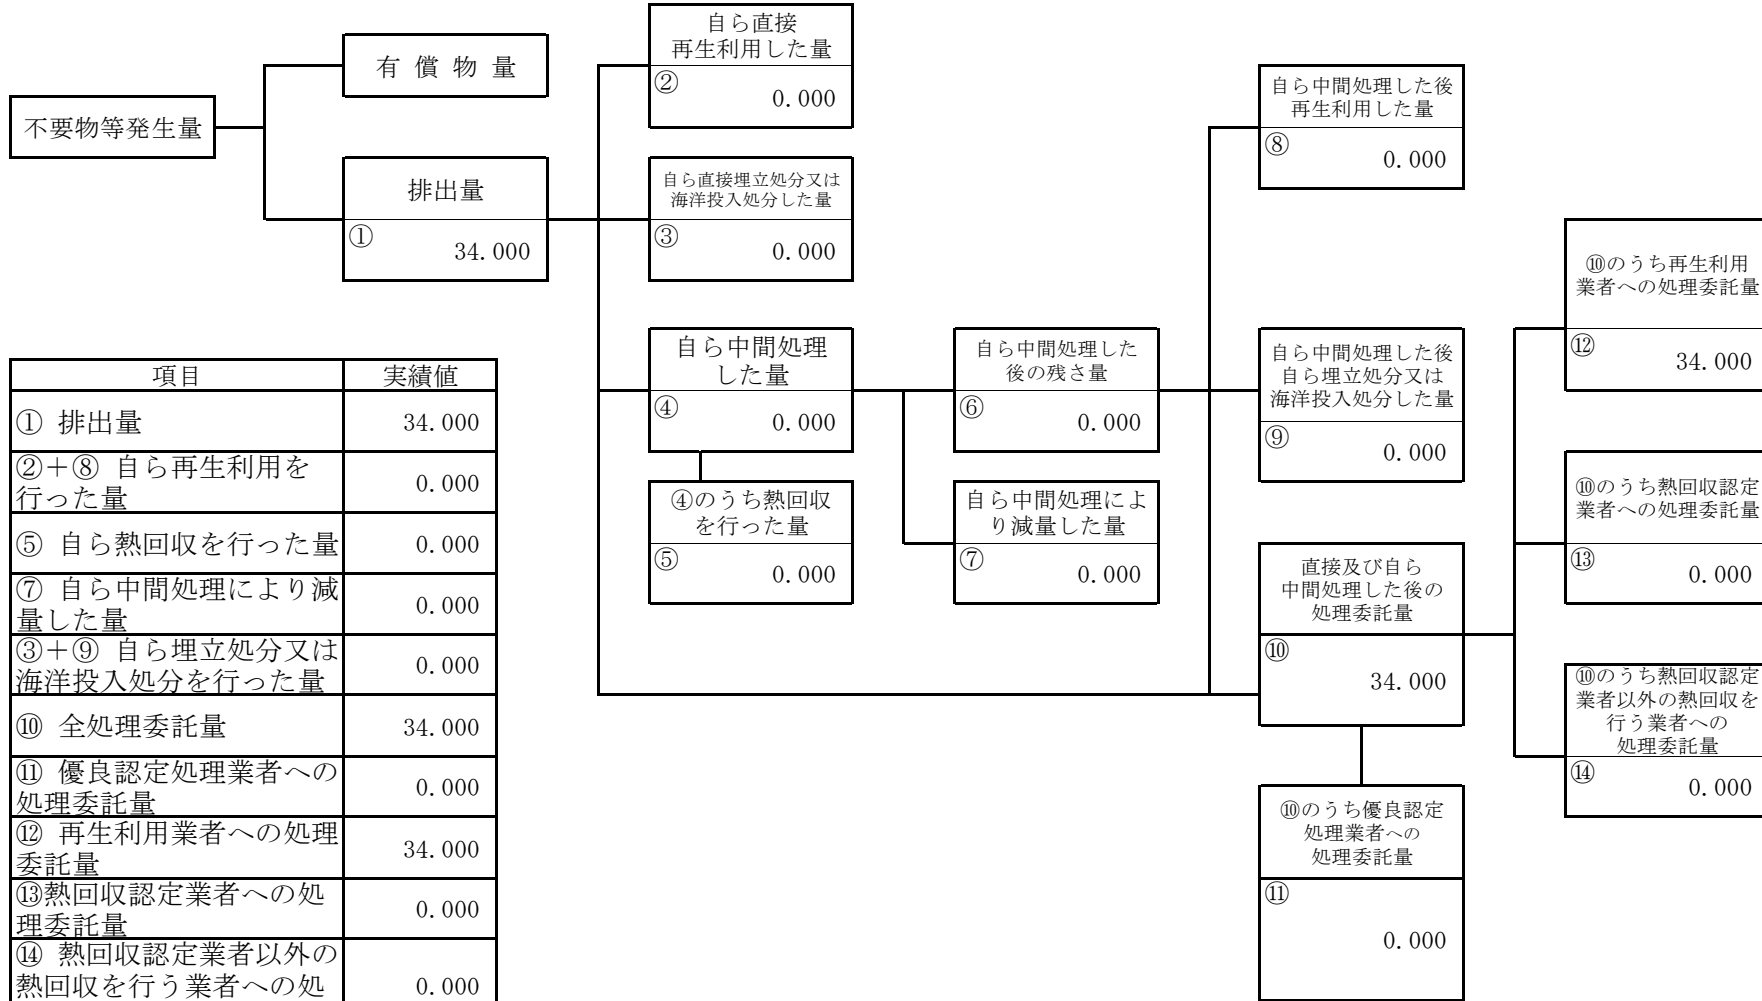 不要物等発生量
有 償 物 量
排出量
①
34.000
自ら直接
再生利用した量
②
0.000
自ら直接埋立処分又は
海洋投入処分した量
③
0.000
自ら中間処理
した量
④
0.000
④のうち熱回収
を行った量
⑤
0.000
自ら中間処理した
後の残さ量
⑥
0.000
自ら中間処理によ
り減量した量
⑦
0.000
自ら中間処理した後
再生利用した量
⑧
0.000
自ら中間処理した後
自ら埋立処分又は
海洋投入処分した量
⑨
0.000
直接及び自ら
中間処理した後の
処理委託量
⑩
34.000
⑩のうち優良認定
処理業者への
処理委託量
⑪
0.000
⑩のうち再生利用
業者への処理委託量
⑫
34.000
⑩のうち熱回収認定
業者への処理委託量
⑬
0.000
⑩のうち熱回収認定
業者以外の熱回収を
行う業者への
処理委託量
⑭
0.000
項目 実績値
① 排出量 34.000
②＋⑧ 自ら再生利用を
行った量 0.000
⑤ 自ら熱回収を行った量 0.000
⑦ 自ら中間処理により減
量した量 0.000
③＋⑨ 自ら埋立処分又は
海洋投入処分を行った量 0.000
⑩ 全処理委託量 34.000
⑪ 優良認定処理業者への
処理委託量 0.000
⑫ 再生利用業者への処理
委託量 34.000
⑬熱回収認定業者への処
理委託量 0.000
⑭ 熱回収認定業者以外の
熱回収を行う業者への処 0.000